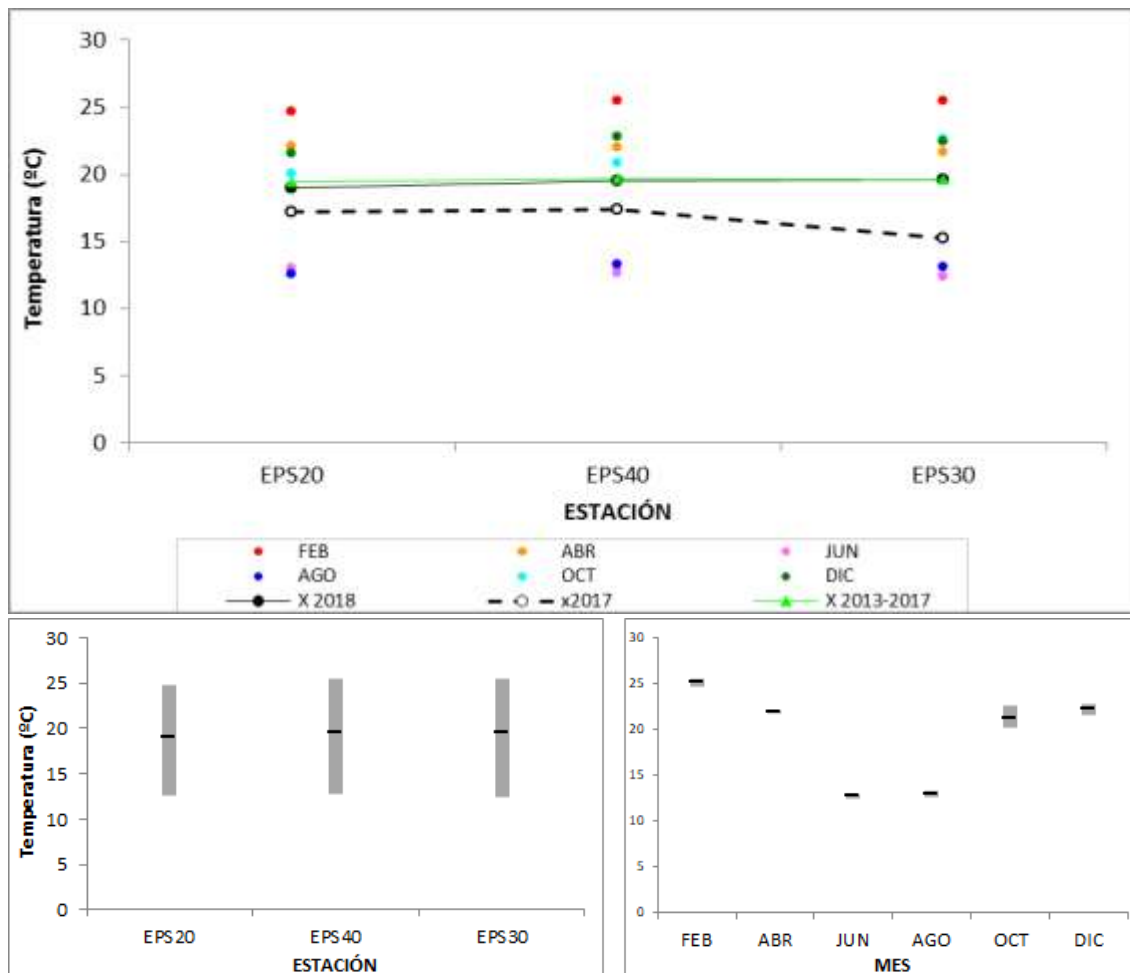 30
25
20
15
10
5
0
Temperatura (ºC)
EPS20 EPS40 EPS30
ESTACIÓN
FEB ABR JUN
AGO OCT DIC
X 2018 x2017 X 2013-2017
30
25
20
15
10
5
0
Temperatura (ºC)
EPS20 EPS40 EPS30
ESTACIÓN
30
25
20
15
10
5
0
FEB ABR JUN AGO OCT DIC
MES